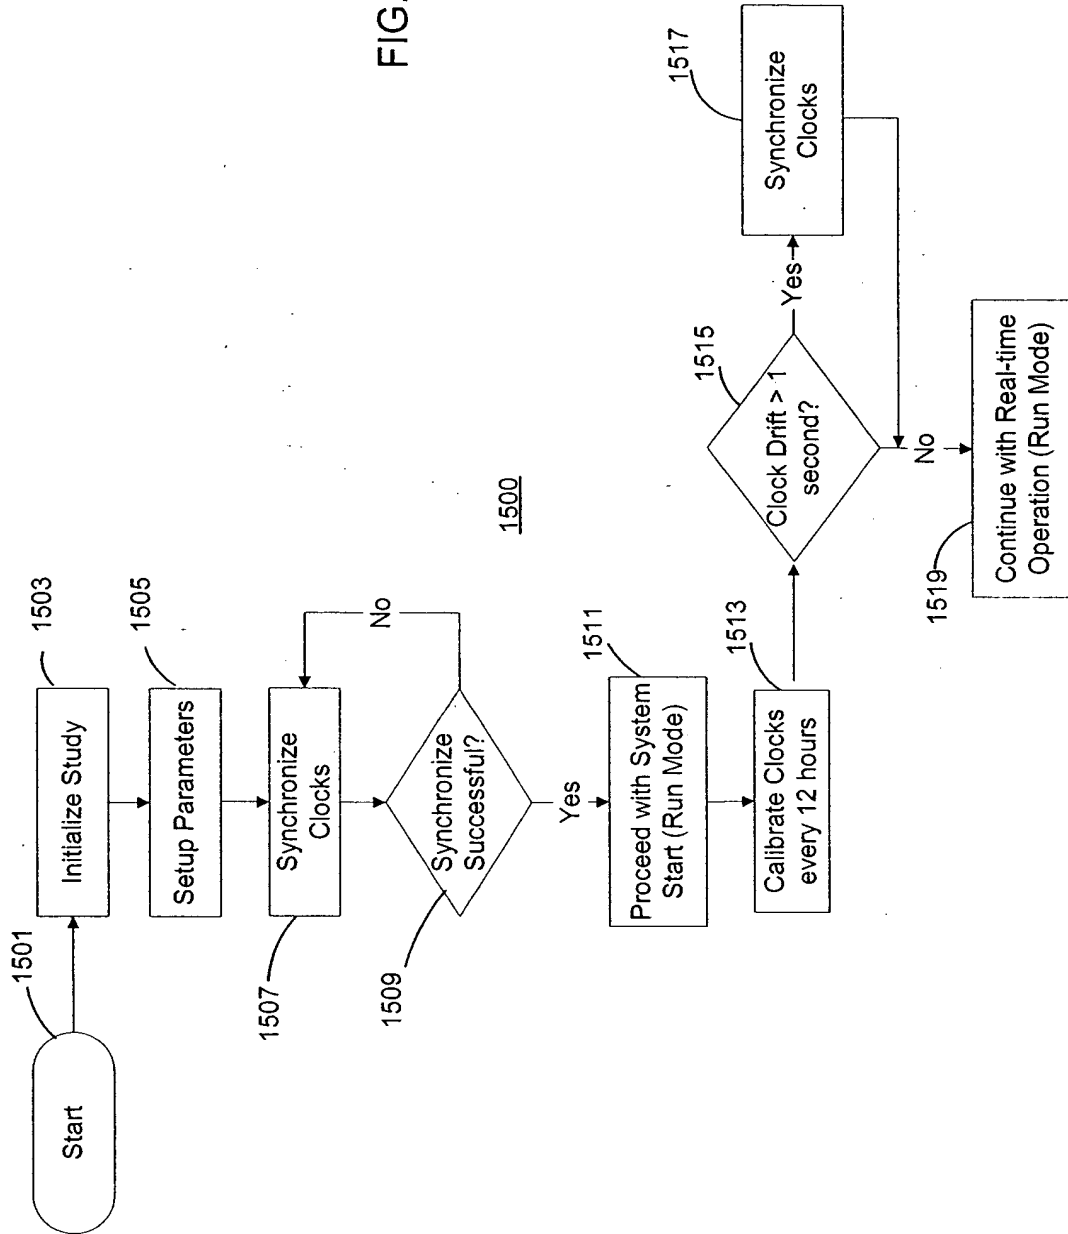 FIG.
1500
1501
Start
1503
Initialize Study
1505
Setup Parameters
1507
Synchronize
Clocks
No
1509
Synchronize
Successful?
Yes
1511
Proceed with System
Start (Run Mode)
1513
Calibrate Clocks
every 12 hours
1515
Clock Drift > 1
second?
Yes
1517
Synchronize
Clocks
No
1519
Continue with Real-time
Operation (Run Mode)